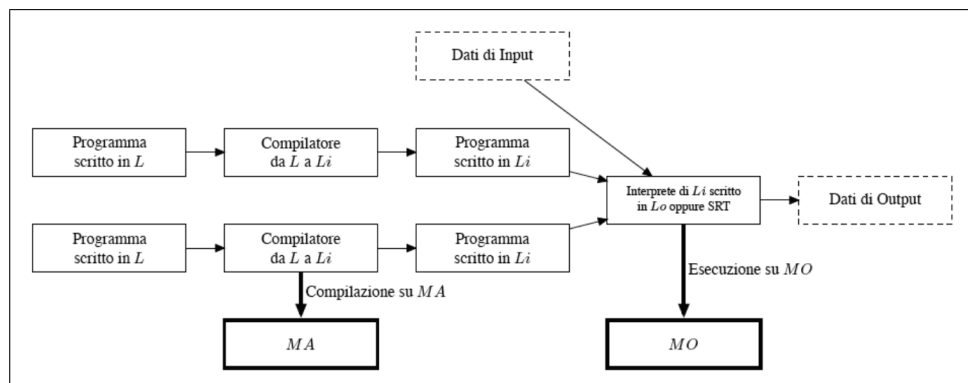 Dati di Input
Programma
scritto in L
Compilatore
da L a Li
Programma
scritto in Li
Interprete di Li scritto
in Lo oppure SRT
Dati di Output
Programma
scritto in L
Compilatore
da L a Li
Programma
scritto in Li
Esecuzione su MO
Compilazione su MA
MA
MO